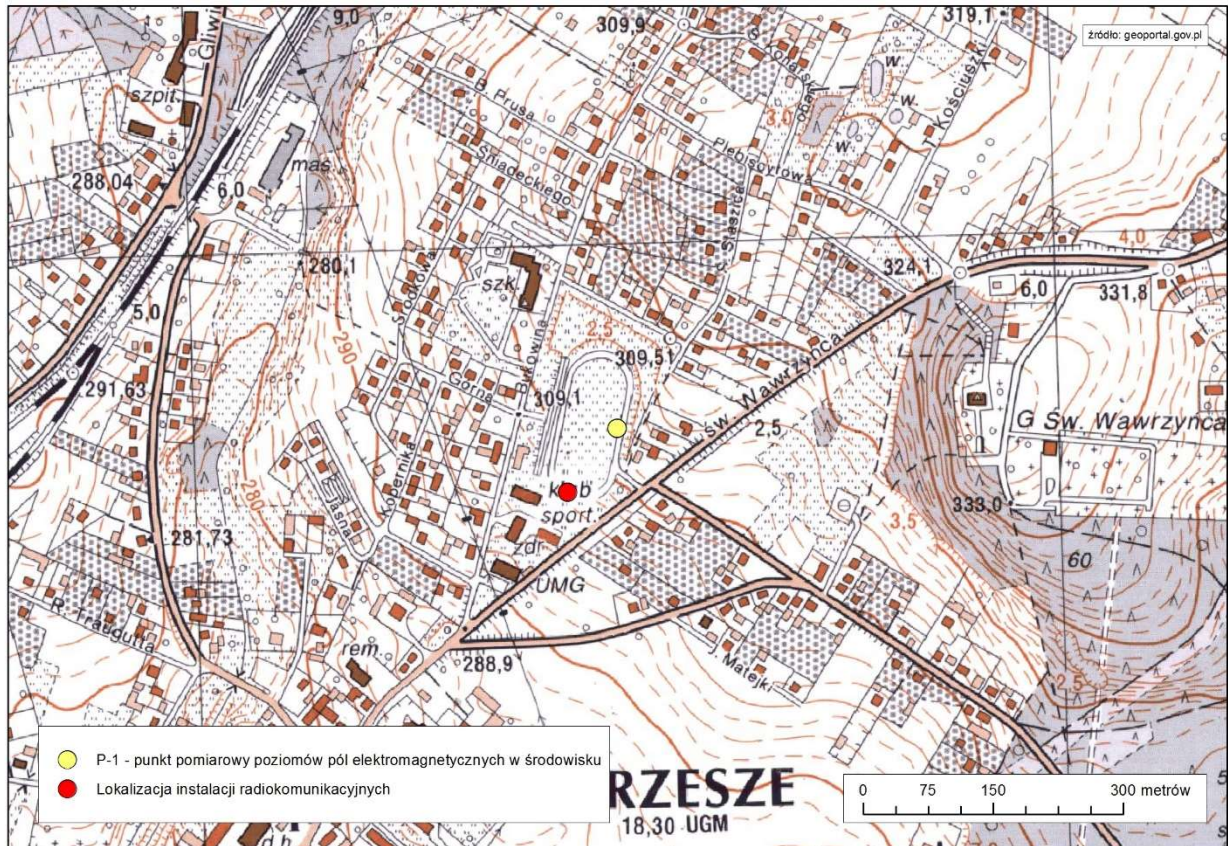 9,0
Gliwi
309,9
319,1
źródło: geoportal.gov.pl
szpit.
B. Prusa
w.
w.
3,0
w.
T. Kościuszki
mas
Plebiscytowa
Śniadeckiego
288,04
6,0
S. Staszica
4,0
280,1
324,1
szk.
6,0
331,8
5,0
290
2,5
309,51
św. Wawrzyńca
291,63
Górna
309,1
2,5
G Św. Wawrzyńca
Kopernika
280
Jasna
klub
sport.
333,0
3,5
281,73
zdr.
60
UMG
R. Traugutta
rem.
288,9
J. Matejki
2,5
P-1 - punkt pomiarowy poziomów pól elektromagnetycznych w środowisku
Lokalizacja instalacji radiokomunikacyjnych
RZESZE
18,30 UGM
0 75 150 300 metrów
d.h.